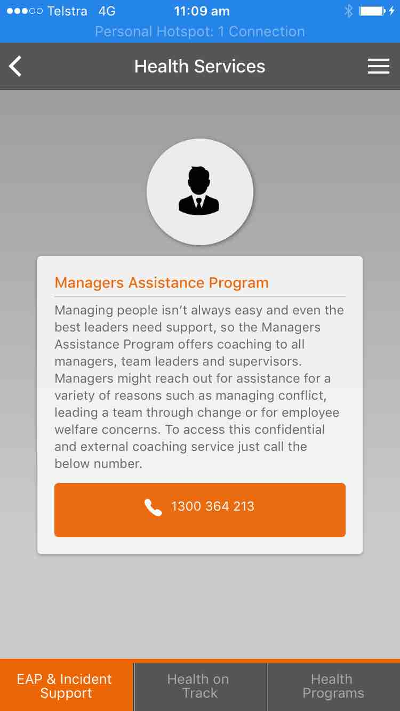 Telstra 4G 11:09 am
Personal Hotspot: 1 Connection
Health Services
Managers Assistance Program
Managing people isn't always easy and even the
best leaders need support, so the Managers
Assistance Program offers coaching to all
managers, team leaders and supervisors.
Managers might reach out for assistance for a
variety of reasons such as managing conflict,
leading a team through change or for employee
welfare concerns. To access this confidential
and external coaching service just call the
below number.
1300 364 213
EAP & Incident
Support
Health on
Track
Health
Programs